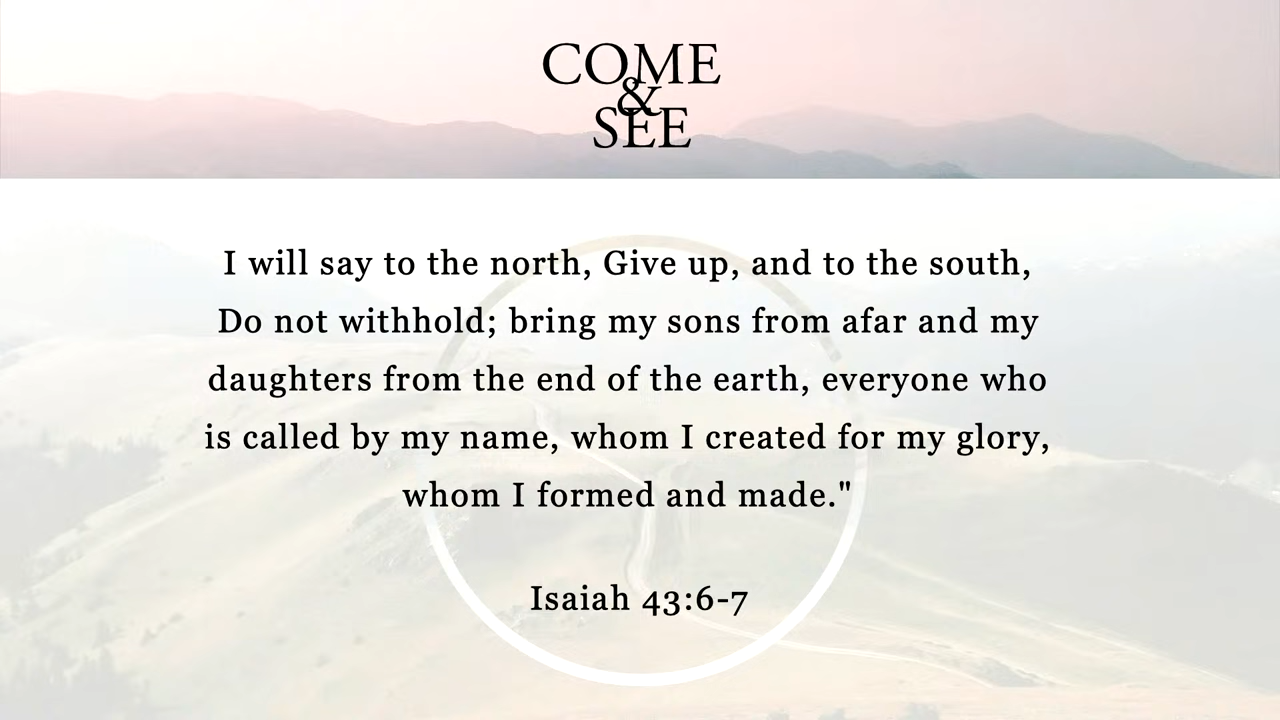 COME
&
SEE
I will say to the north, Give up, and to the south,
Do not withhold; bring my sons from afar and my
daughters from the end of the earth, everyone who
is called by my name, whom I created for my glory,
whom I formed and made."
Isaiah 43:6-7